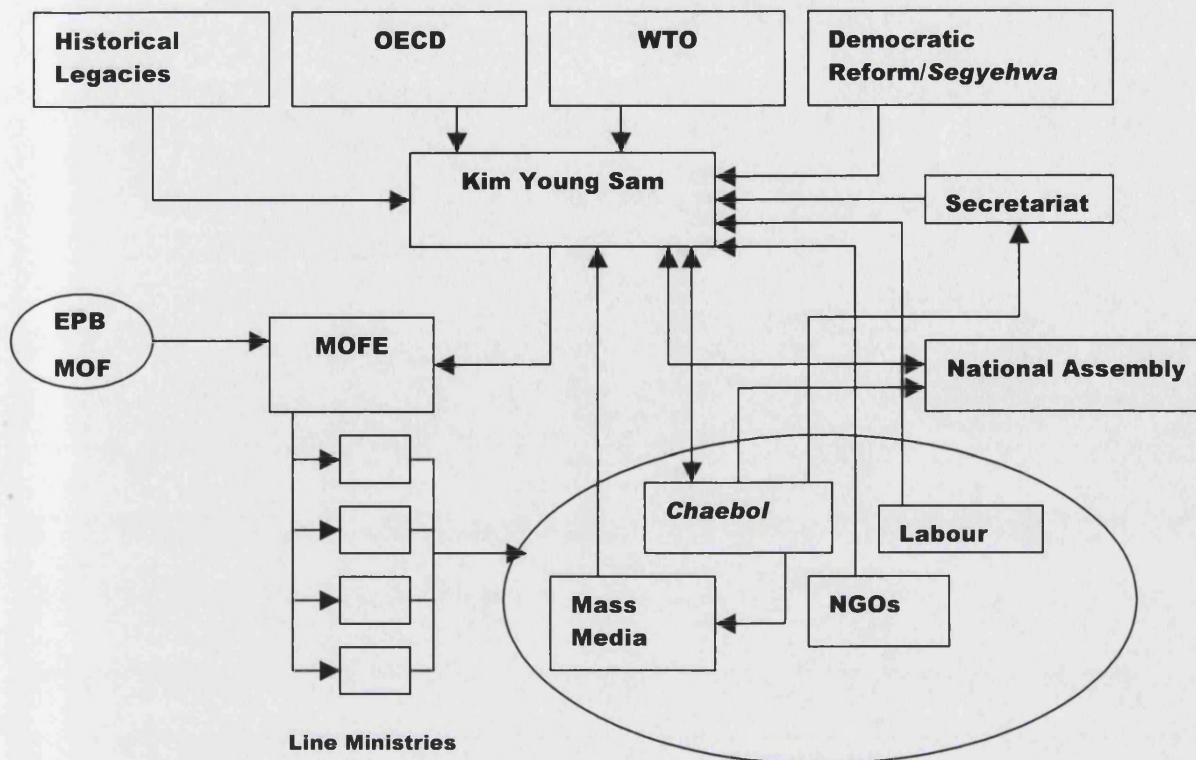 Historical
Legacies
OECD
WTO
Democratic
Reform/Segyehwa
Kim Young Sam
Secretariat
EPB
MOF
MOFE
National Assembly
Chaebol
Labour
Mass
Media
NGOs
Line Ministries